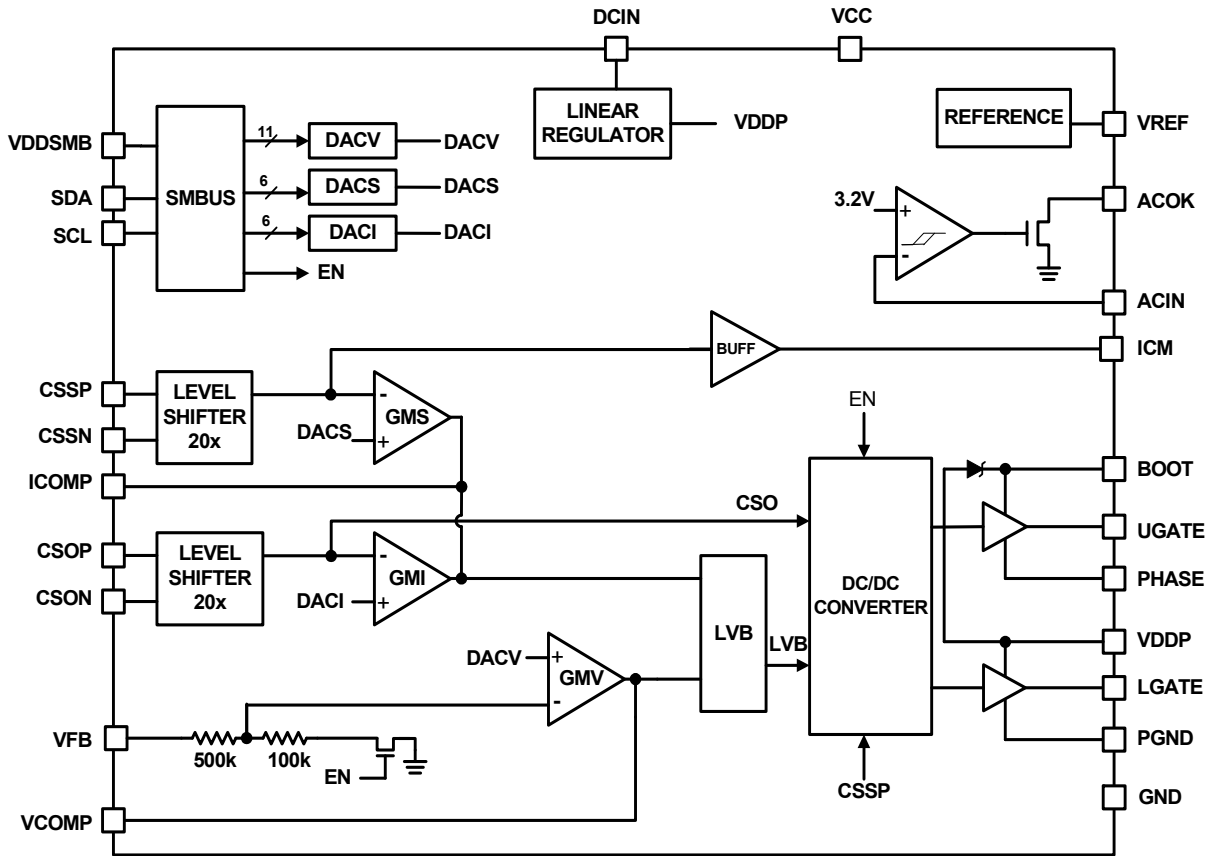 DCIN
VCC
VDDSMB
SDA
SCL
SMBUS
11
DACV
DACV
6
DACS
DACS
6
DACI
DACI
EN
LINEAR
REGULATOR
VDDP
REFERENCE
VREF
3.2V
+
-
ACOK
ACIN
BUFF
ICM
CSSP
CSSN
LEVEL
SHIFTER
20x
-
GMS
DACS
+
ICOMP
CSOP
CSON
LEVEL
SHIFTER
20x
-
GMI
DACI
+
CSO
EN
DC/DC
CONVERTER
LVB
LVB
CSSP
BOOT
UGATE
PHASE
VDDP
LGATE
PGND
GND
DACV
+
GMV
-
VFB
500k
100k
EN
VCOMP